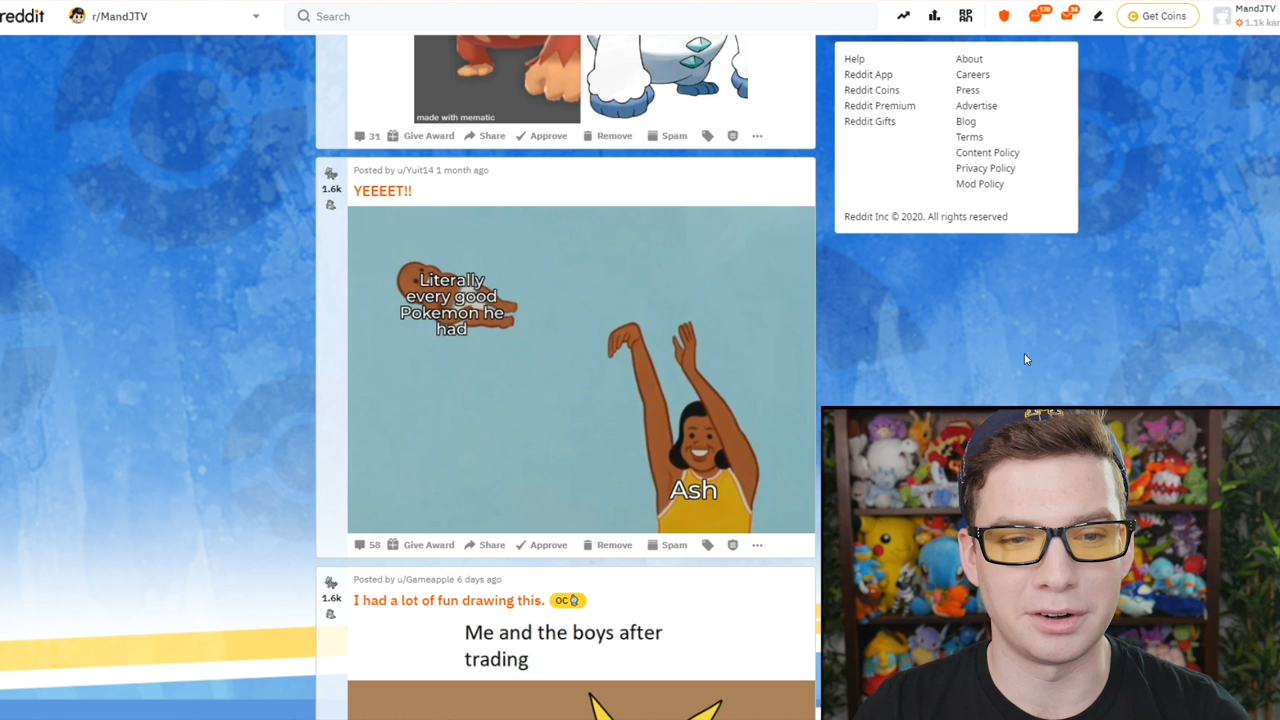 reddit r/MandJTV Search 170 34 Get Coins MandJTV
1.1k kar
made with mematic
31 Give Award Share Approve Remove Spam
Help About
Reddit App Careers
Reddit Coins Press
Reddit Premium Advertise
Reddit Gifts Blog
Terms
Content Policy
Privacy Policy
Mod Policy
Reddit Inc © 2020. All rights reserved
Posted by u/Yuit14 1 month ago
1.6k YEEEET!!
Literally
every good
Pokemon he
had
Ash
58 Give Award Share Approve Remove Spam
Posted by u/Gameapple 6 days ago
1.6k I had a lot of fun drawing this. OC
Me and the boys after
trading